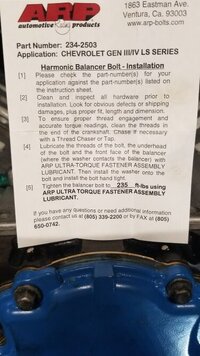 ARP
automotive Racing products
1863 Eastman Ave.
Ventura, Ca. 93003
Part Number: 234-2503
Application: CHEVROLET GEN III/IV LS SERIES
Harmonic Balancer Bolt - Installation
[1] Please check the part-number(s) for your
application against the part-number(s) listed on
the instruction sheet.
[2] Clean and inspect all hardware prior to
installation. Look for obvious defects or shipping
damages, plus proper fit, length and dimension.
[3] To ensure proper thread engagement and
accurate torque readings, clean the threads in
the end of the crankshaft. Chase if necessary
with a Thread Chaser or Tap.
[4] Lubricate the threads of the bolt, the underhead
of the bolt and the front face of the balancer
(where the washer contacts the balancer) with
ARP ULTRA-TORQUE FASTENER ASSEMBLY
LUBRICANT. Then install the washer onto the
bolt and install the bolt hand tight.
[5] Tighten the balancer bolt to 235 ft-lbs using
ARP ULTRA TORQUE FASTENER ASSEMBLY
LUBRICANT.
If you have any questions or need additional information
please contact us at (805) 339-2200 or by FAX at (805)
650-0742.